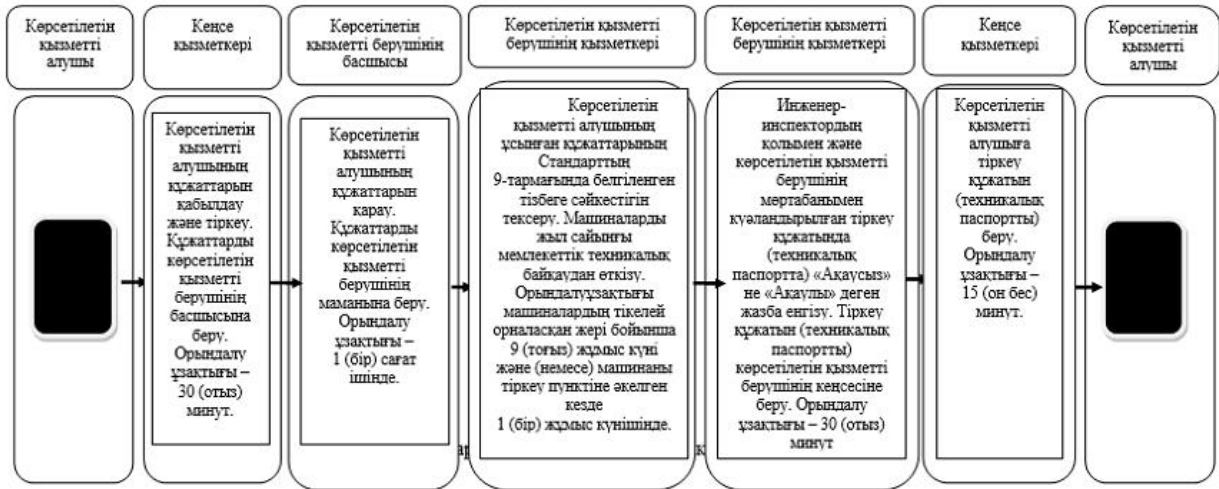 Көрсетілетін
қызметті
алушы
Кеңсе
қызметкері
Көрсетілетін
қызметті берушінің
басшысы
Көрсетілетін қызметті
берушінің қызметкері
Көрсетілетін қызметті
берушінің қызметкері
Кеңсе
қызметкері
Көрсетілетін
қызметті
алушы
Көрсетілетін
қызметті
алушының
құжаттарын
қабылдау
және тіркеу.
Құжаттарды
көрсетілетін
қызметті
берушінің
басшысына
беру.
Орындалу
ұзақтығы –
30 (отыз)
минут.
Көрсетілетін
қызметті
алушының
құжаттарын
қарау.
Құжаттарды
көрсетілетін
қызметті
берушінің
маманына беру.
Орындалу
ұзақтығы –
1 (бір) сағат
ішінде.
Көрсетілетін
қызметті алушының
ұсынған құжаттарының
Стандарттың
9-тармағында белгіленген
тізбеге сәйкестігін
тексеру. Машиналарды
жыл сайынғы
мемлекеттік техникалық
байқаудан өткізу.
Орындалуұзақтығы
машиналардың тікелей
орналасқан жері бойынша
9 (тоғыз) жұмыс күні
және (немесе) машинаны
тіркеу пунктіне әкелген
кезде
1 (бір) жұмыс күнішінде.
Инженер-
инспектордың
қолымен және
көрсетілетін қызметті
берушінің
мөртабанымен
куәландырылған тіркеу
құжатында
(техникалық
паспортта) «Ақаусыз»
не «Ақаулы» деген
жазба енгізу. Тіркеу
құжатын (техникалық
паспортты)
көрсетілетін қызметті
берушінің кеңсесіне
беру. Орындалу
ұзақтығы – 30 (отыз)
минут
Көрсетілетін
қызметті
алушыға
тіркеу
құжатын
(техникалық
паспортты)
беру.
Орындалу
ұзақтығы –
15 (он бес)
минут.